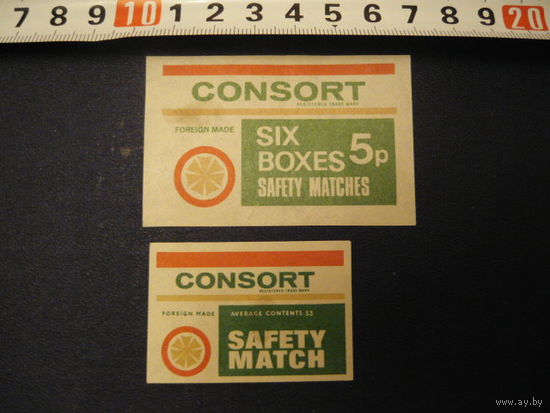 7 8 9 10 1 2 3 4 5 6 7 8 9 20
CONSORT
REGISTERED TRADE MARK
FOREIGN MADE
SIX
BOXES 5p
SAFETY MATCHES
CONSORT
REGISTERED TRADE MARK
FOREIGN MADE AVERAGE CONTENTS 53
SAFETY
MATCH
www.ay.by